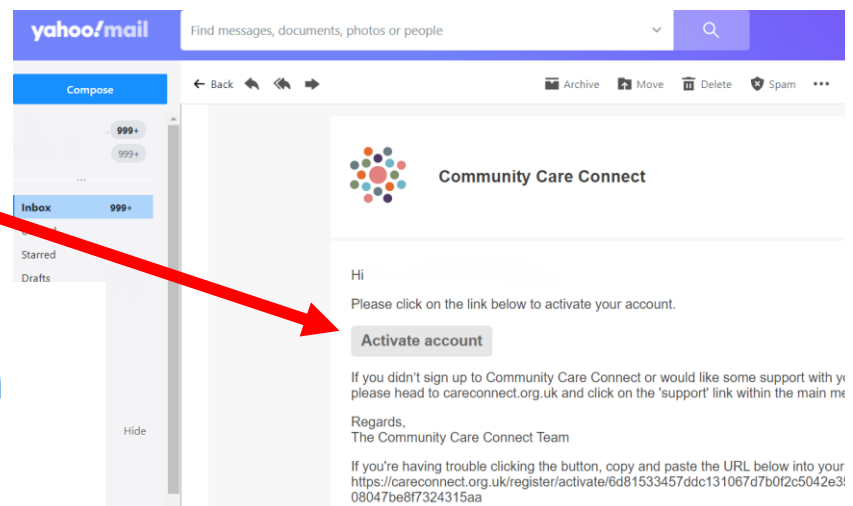 yahoo!mail
Find messages, documents, photos or people
Compose
Back
Archive
Move
Delete
Spam
999+
999+
Inbox 999+
Starred
Drafts
Hide
Community Care Connect
Hi
Please click on the link below to activate your account.
Activate account
If you didn't sign up to Community Care Connect or would like some support with
please head to careconnect.org.uk and click on the 'support' link within the main
Regards,
The Community Care Connect Team
If you're having trouble clicking the button, copy and paste the URL below into your
https://careconnect.org.uk/register/activate/6d81533457ddc131067d7b0f2c5042e35
08047be8f7324315aa